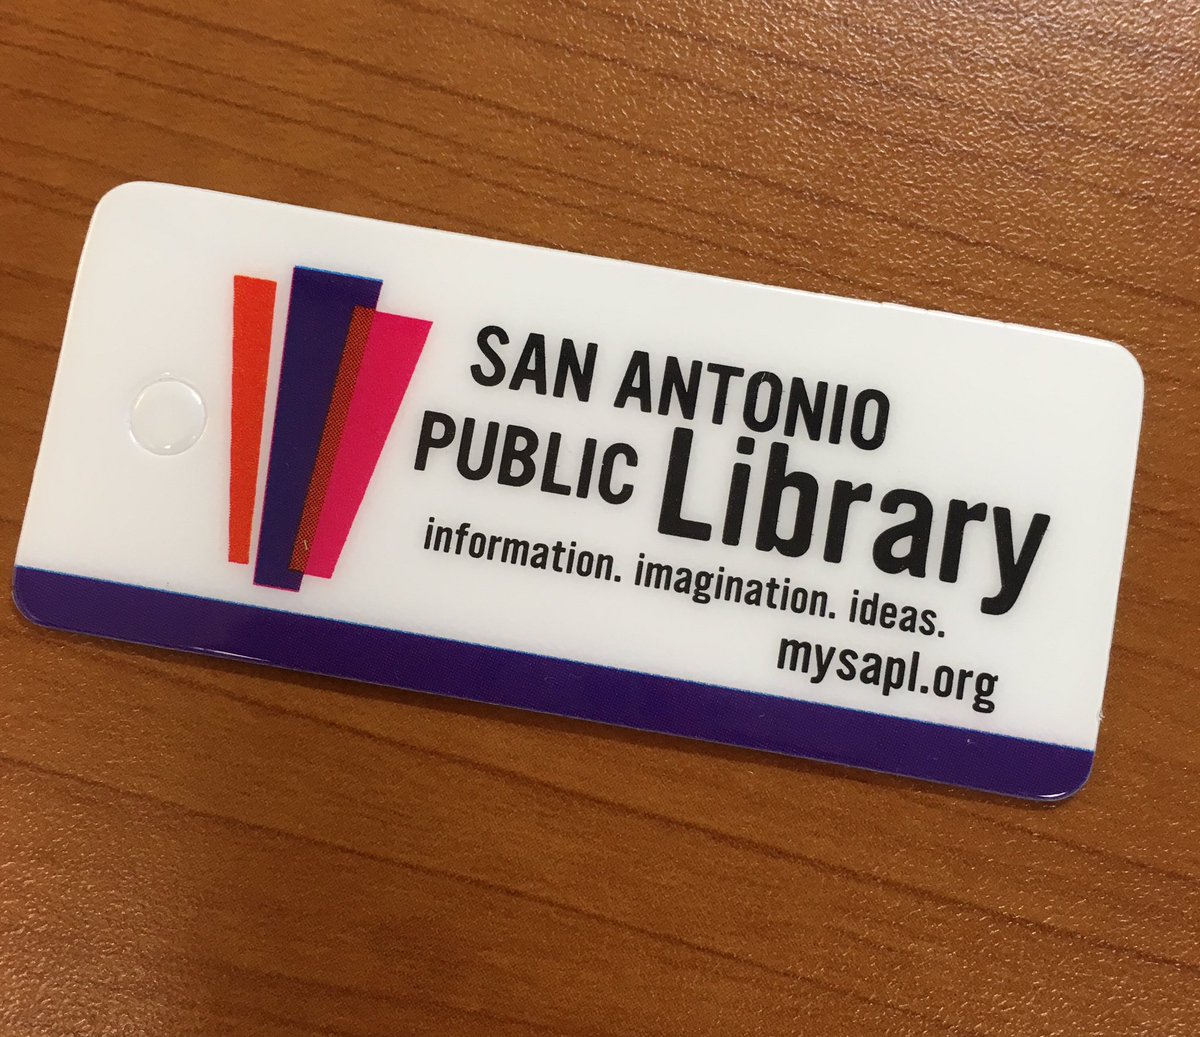 SAN ANTONIO
PUBLIC Library
information. imagination. ideas.
mysapl.org